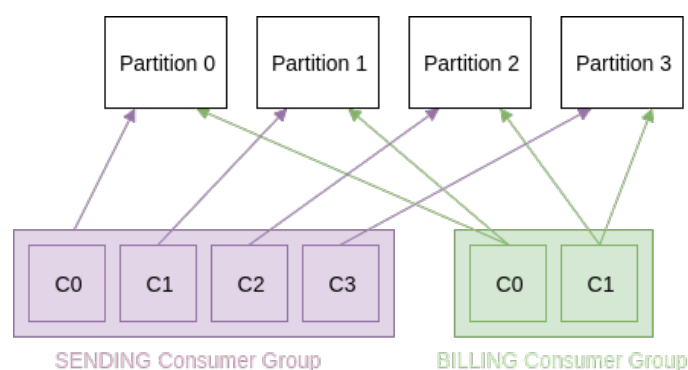 Partition 0
Partition 1
Partition 2
Partition 3
C0
C1
C2
C3
C0
C1
SENDING Consumer Group
BILLING Consumer Group